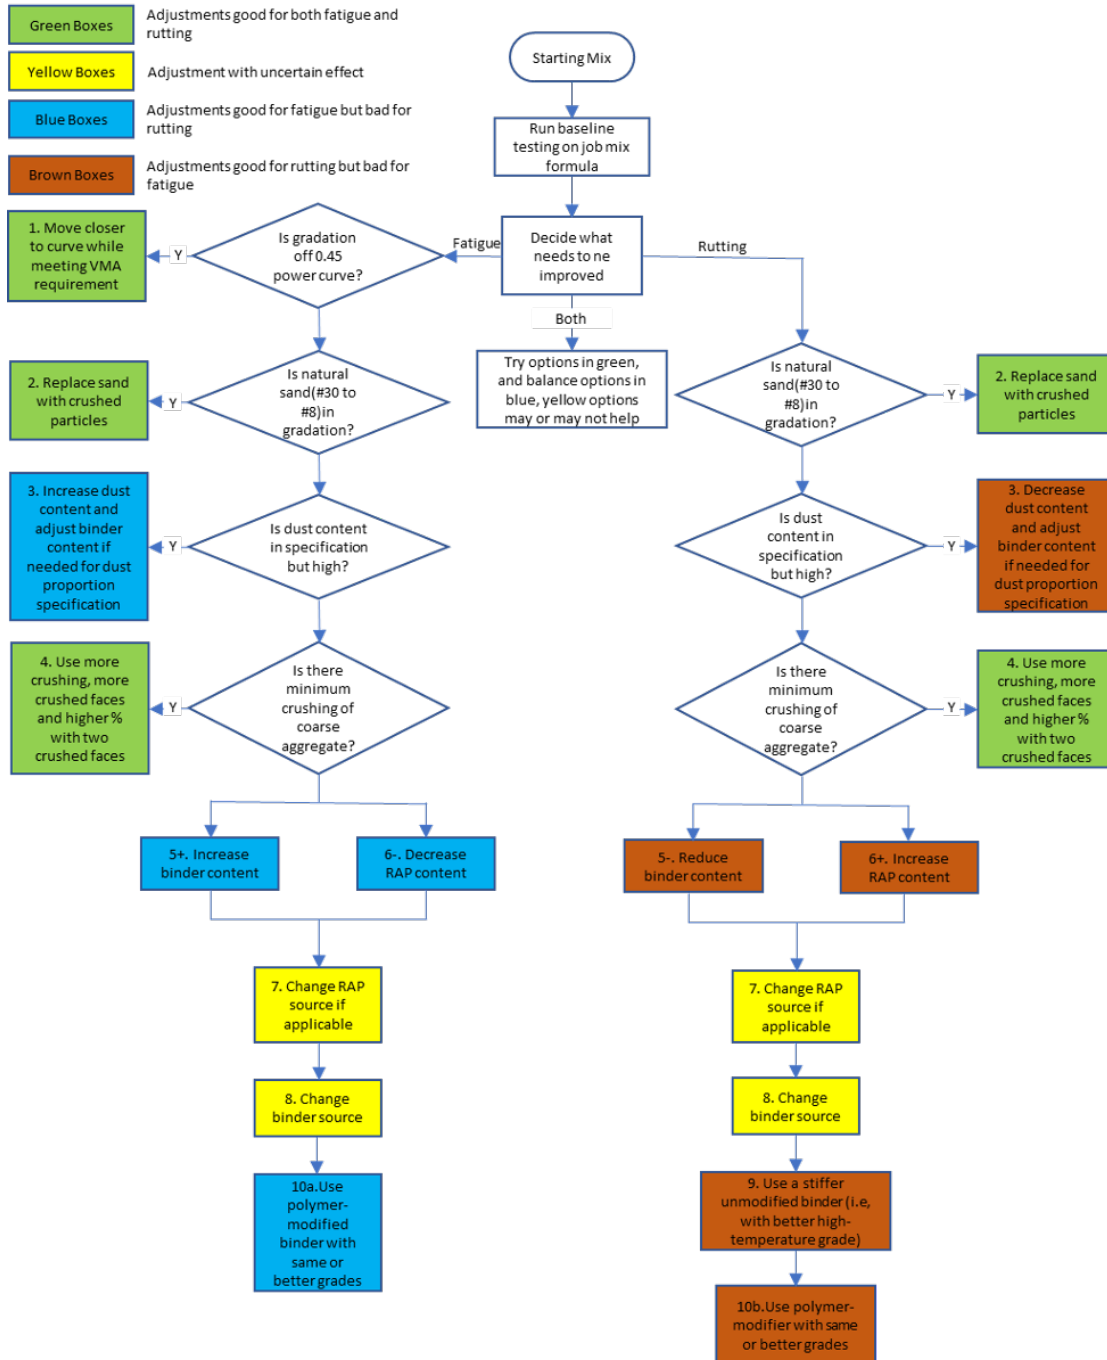 Green Boxes
Adjustments good for both fatigue and
rutting
Yellow Boxes
Adjustment with uncertain effect
Blue Boxes
Adjustments good for fatigue but bad for
rutting
Brown Boxes
Adjustments good for rutting but bad for
fatigue
Starting Mix
Run baseline
testing on job mix
formula
Decide what
needs to ne
improved
Fatigue
Rutting
Both
Try options in green,
and balance options in
blue, yellow options
may or may not help
Is gradation
off 0.45
power curve?
Y
1. Move closer
to curve while
meeting VMA
requirement
Is natural
sand(#30 to
#8)in
gradation?
Y
2. Replace sand
with crushed
particles
Is dust content
in specification
but high?
Y
3. Increase dust
content and
adjust binder
content if
needed for dust
proportion
specification
Is there
minimum
crushing of
coarse
aggregate?
Y
4. Use more
crushing, more
crushed faces
and higher %
with two
crushed faces
5+. Increase
binder content
6-. Decrease
RAP content
7. Change RAP
source if
applicable
8. Change
binder source
10a.Use
polymer-
modified
binder with
same or
better grades
Is natural
sand(#30 to
#8)in
gradation?
Y
2. Replace sand
with crushed
particles
Is dust
content in
specification
but high?
Y
3. Decrease
dust content
and adjust
binder content
if needed for
dust proportion
specification
Is there
minimum
crushing of
coarse
aggregate?
Y
4. Use more
crushing, more
crushed faces
and higher %
with two
crushed faces
5-. Reduce
binder content
6+. Increase
RAP content
7. Change RAP
source if
applicable
8. Change
binder source
9. Use a stiffer
unmodified binder (i.e,
with better high-
temperature grade)
10b.Use polymer-
modifier with same
or better grades